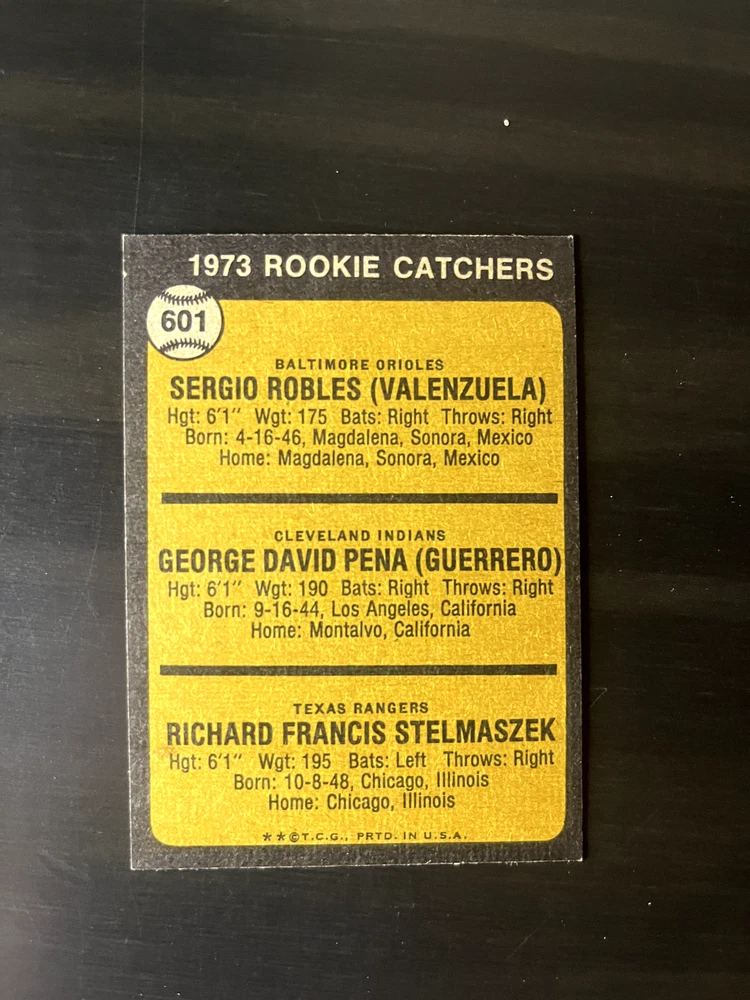 1973 ROOKIE CATCHERS
601
BALTIMORE ORIOLES
SERGIO ROBLES (VALENZUELA)
Hgt: 6'1" Wgt: 175 Bats: Right Throws: Right
Born: 4-16-46, Magdalena, Sonora, Mexico
Home: Magdalena, Sonora, Mexico
CLEVELAND INDIANS
GEORGE DAVID PENA (GUERRERO)
Hgt: 6'1" Wgt: 190 Bats: Right Throws: Right
Born: 9-16-44, Los Angeles, California
Home: Montalvo, California
TEXAS RANGERS
RICHARD FRANCIS STELMASZEK
Hgt: 6'1" Wgt: 195 Bats: Left Throws: Right
Born: 10-8-48, Chicago, Illinois
Home: Chicago, Illinois
**©T.C.G., PRTD. IN U.S.A.